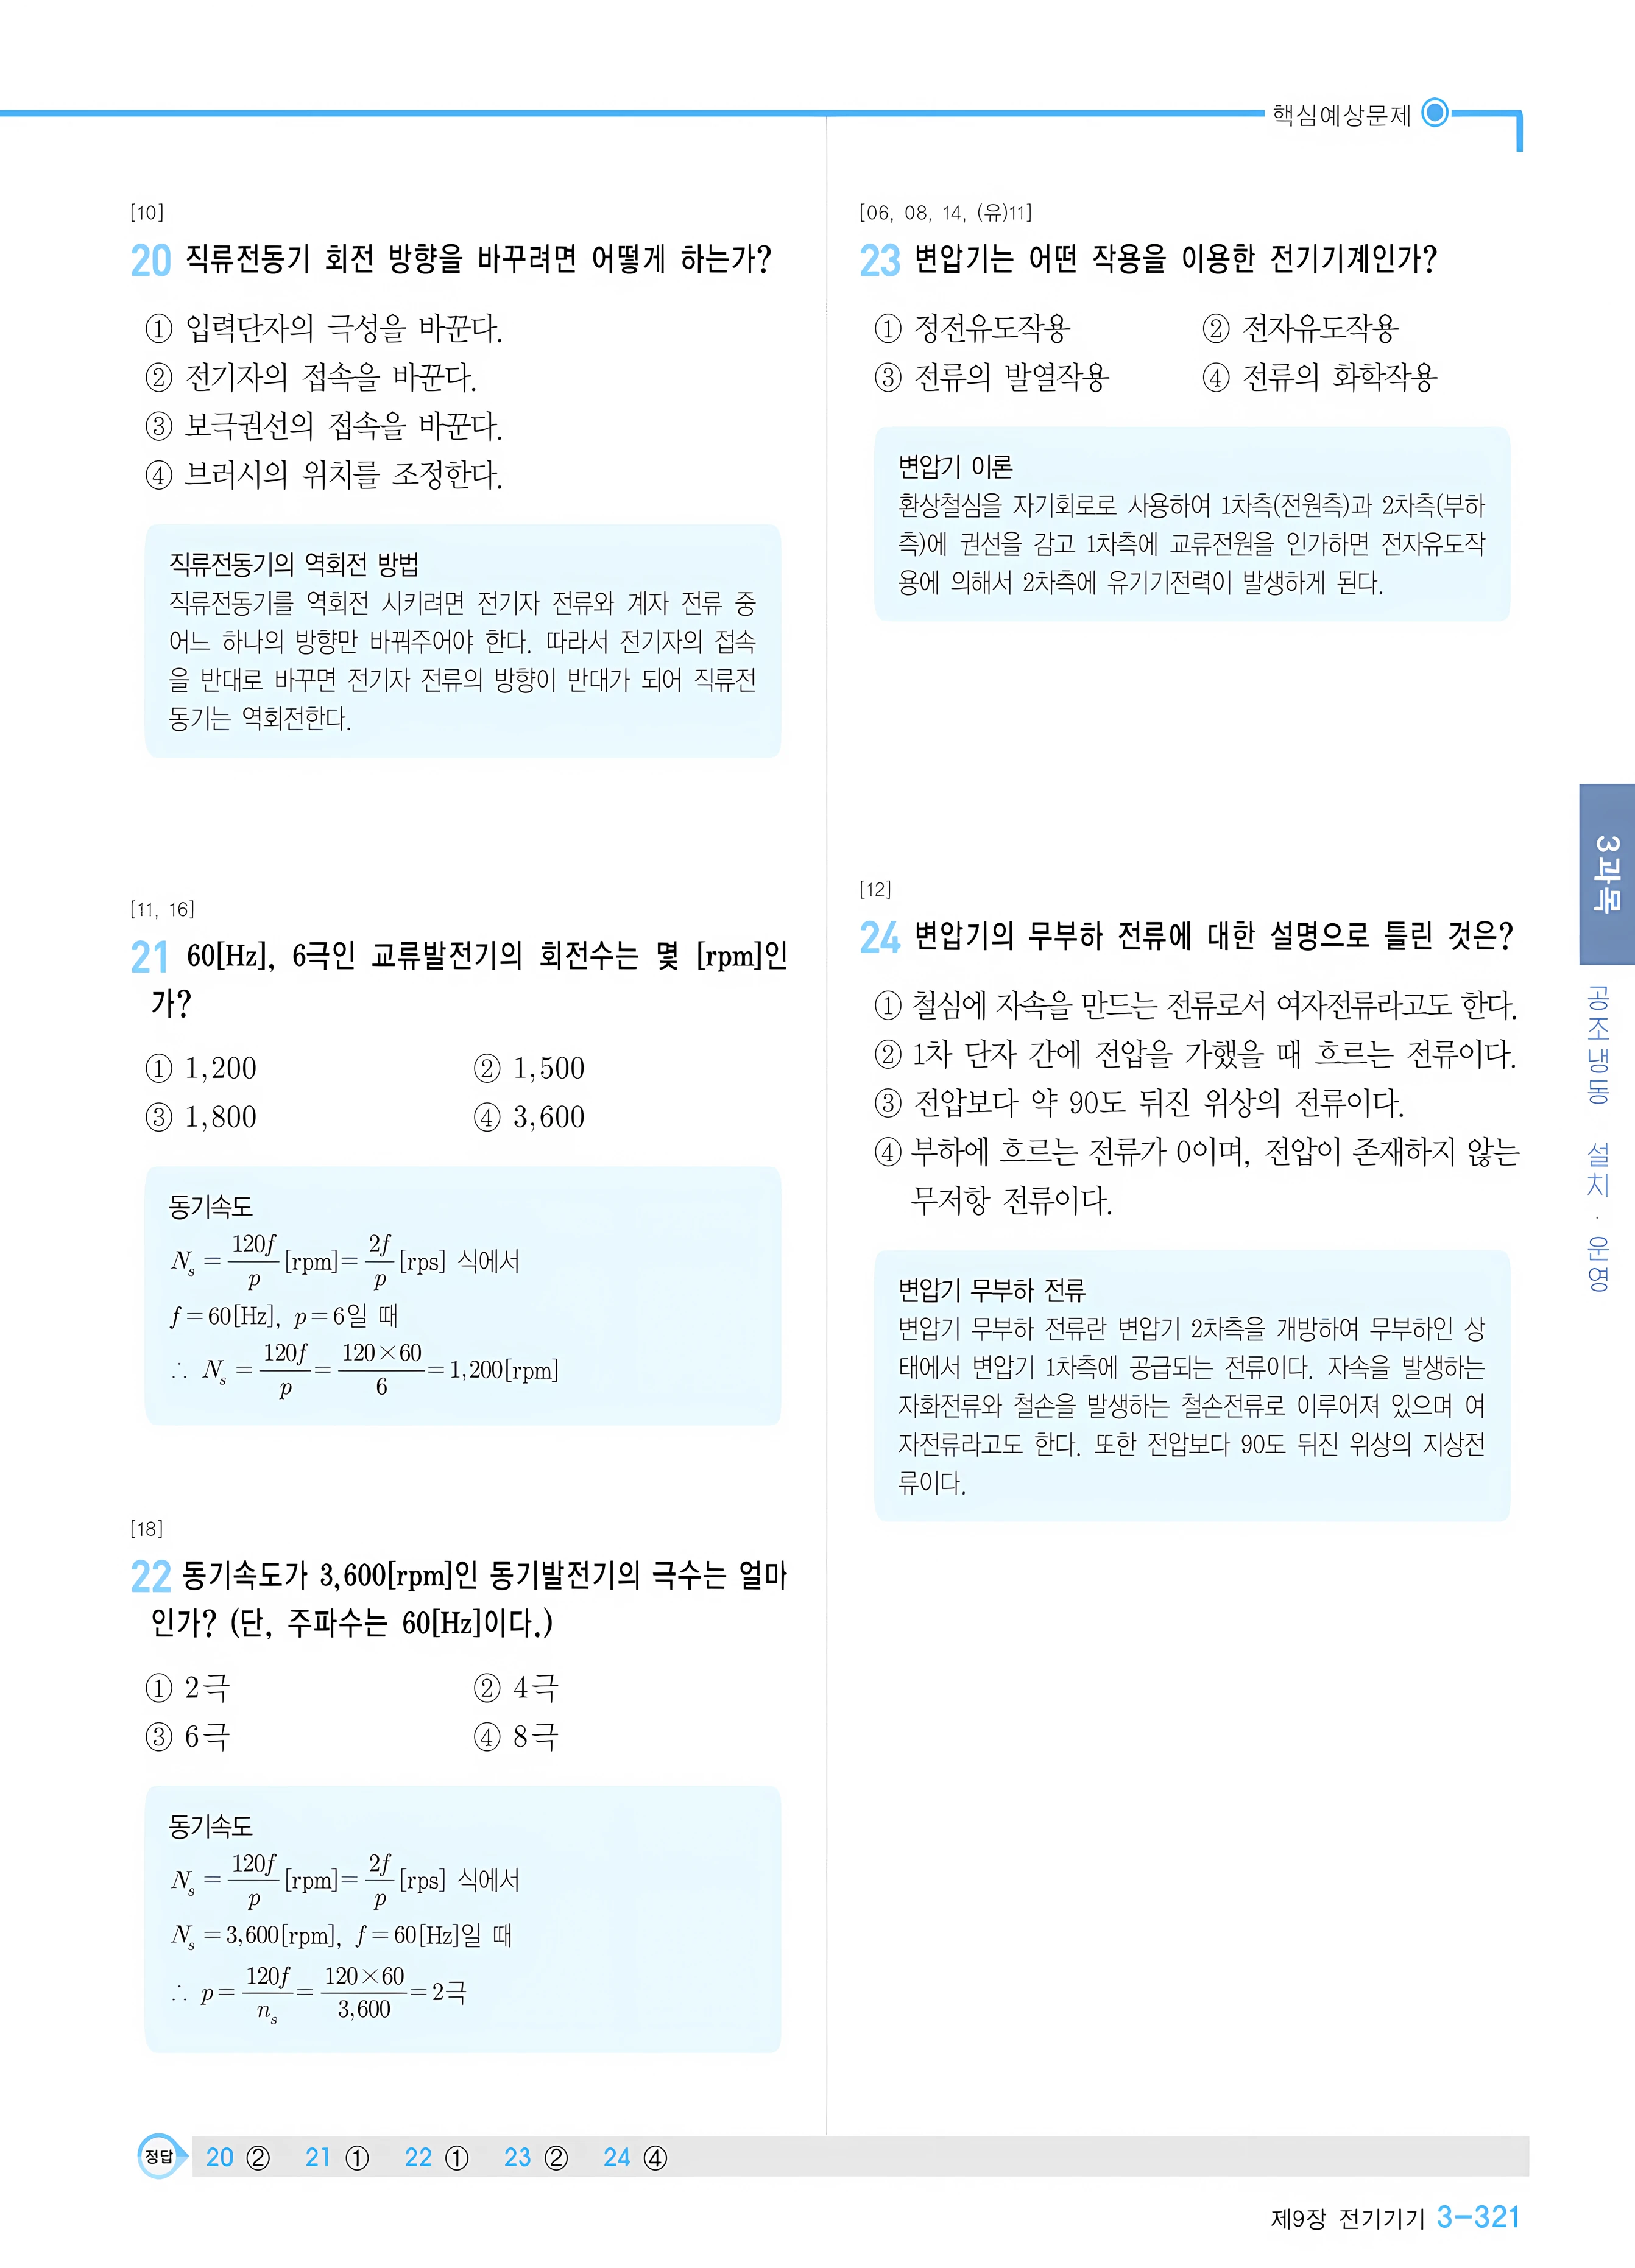 핵심예상문제
[10]
20 직류전동기 회전 방향을 바꾸려면 어떻게 하는가?
① 입력단자의 극성을 바꾼다.
② 전기자의 접속을 바꾼다.
③ 보극권선의 접속을 바꾼다.
④ 브러시의 위치를 조정한다.
직류전동기의 역회전 방법
직류전동기를 역회전 시키려면 전기자 전류와 계자 전류 중
어느 하나의 방향만 바꿔주어야 한다. 따라서 전기자의 접속
을 반대로 바꾸면 전기자 전류의 방향이 반대가 되어 직류전
동기는 역회전한다.
[11, 16]
21 60[Hz], 6극인 교류발전기의 회전수는 몇 [rpm]인
가?
① 1,200 ② 1,500
③ 1,800 ④ 3,600
동기속도
Nₛ = 120f/p [rpm] = 2f/p [rps] 식에서
f = 60[Hz], p = 6일 때
∴ Nₛ = 120f/p = 120×60/6 = 1,200[rpm]
[18]
22 동기속도가 3,600[rpm]인 동기발전기의 극수는 얼마
인가? (단, 주파수는 60[Hz]이다.)
① 2극 ② 4극
③ 6극 ④ 8극
동기속도
Nₛ = 120f/p [rpm] = 2f/p [rps] 식에서
Nₛ = 3,600[rpm], f = 60[Hz]일 때
∴ p = 120f/nₛ = 120×60/3,600 = 2극
[06, 08, 14, (유)11]
23 변압기는 어떤 작용을 이용한 전기기계인가?
① 정전유도작용 ② 전자유도작용
③ 전류의 발열작용 ④ 전류의 화학작용
변압기 이론
환상철심을 자기회로로 사용하여 1차측(전원측)과 2차측(부하
측)에 권선을 감고 1차측에 교류전원을 인가하면 전자유도작
용에 의해서 2차측에 유기기전력이 발생하게 된다.
[12]
24 변압기의 무부하 전류에 대한 설명으로 틀린 것은?
① 철심에 자속을 만드는 전류로서 여자전류라고도 한다.
② 1차 단자 간에 전압을 가했을 때 흐르는 전류이다.
③ 전압보다 약 90도 뒤진 위상의 전류이다.
④ 부하에 흐르는 전류가 0이며, 전압이 존재하지 않는
무저항 전류이다.
변압기 무부하 전류
변압기 무부하 전류란 변압기 2차측을 개방하여 무부하인 상
태에서 변압기 1차측에 공급되는 전류이다. 자속을 발생하는
자화전류와 철손을 발생하는 철손전류로 이루어져 있으며 여
자전류라고도 한다. 또한 전압보다 90도 뒤진 위상의 지상전
류이다.
3과목
공조냉동 설치·운영
정답 20 ② 21 ① 22 ① 23 ② 24 ④
제9장 전기기기 3-321